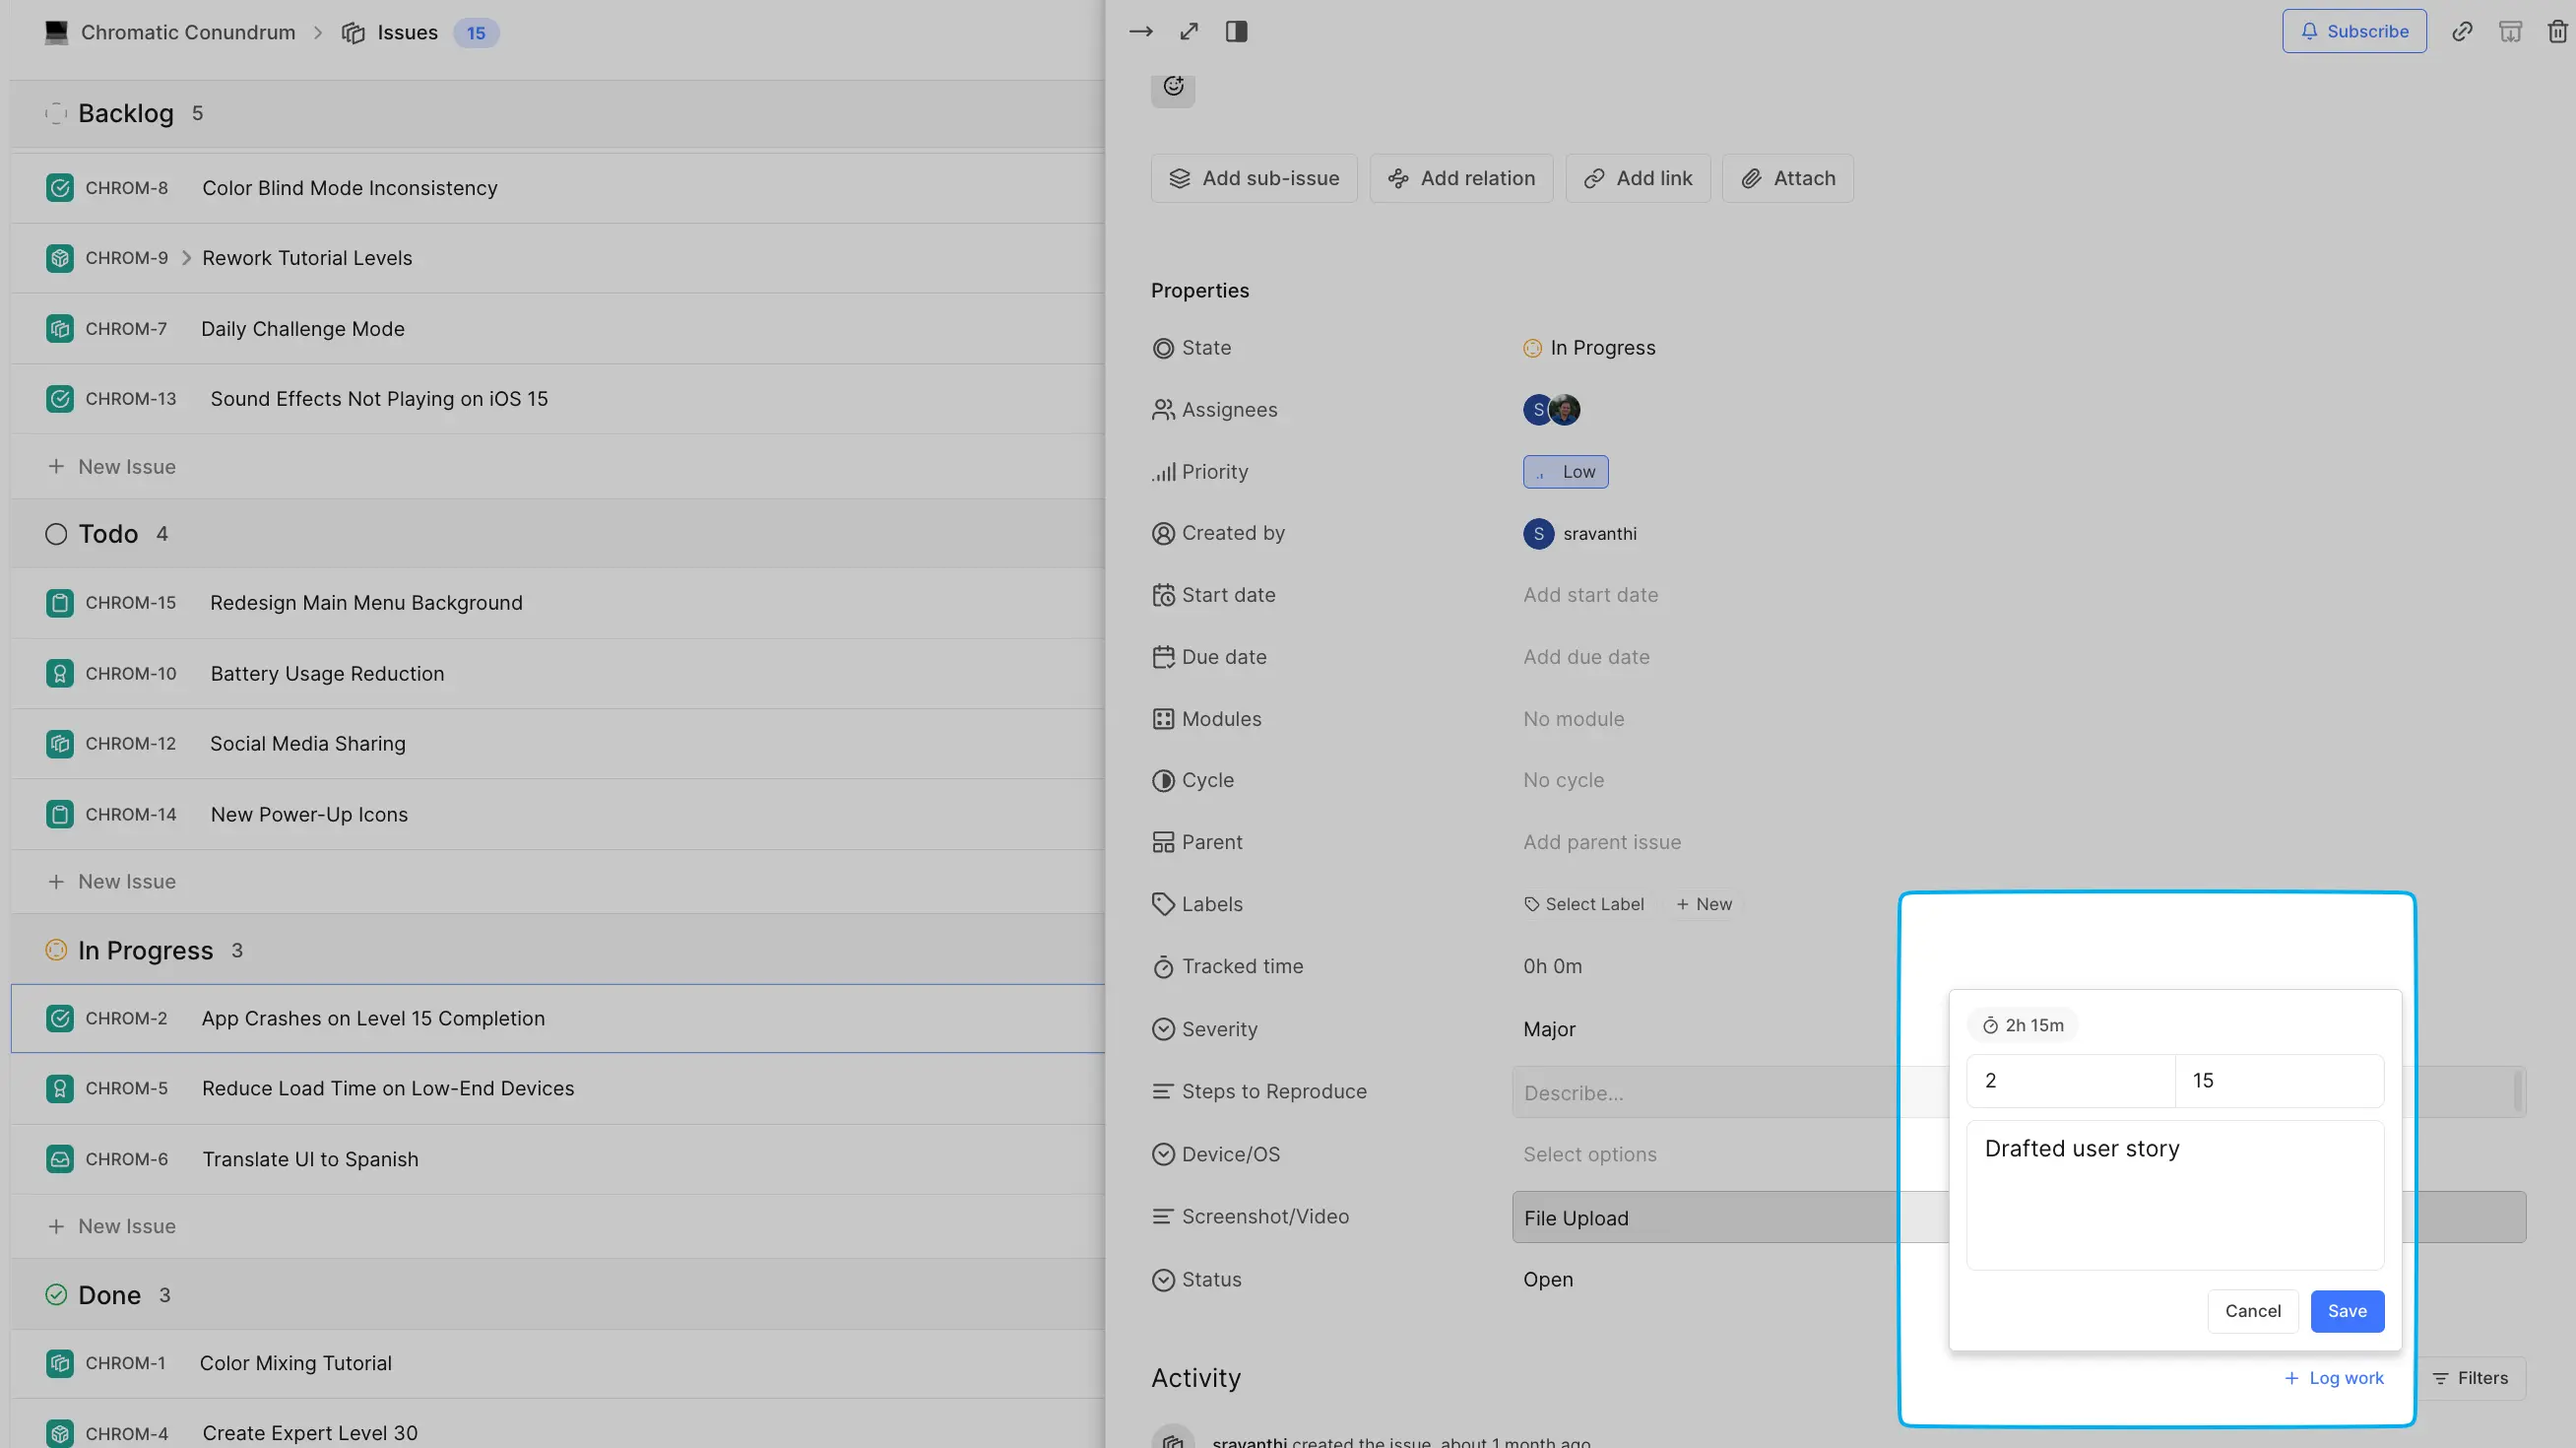 Chromatic Conundrum > Issues 15
Subscribe
Backlog 5
CHROM-8 Color Blind Mode Inconsistency
CHROM-9 Rework Tutorial Levels
CHROM-7 Daily Challenge Mode
CHROM-13 Sound Effects Not Playing on iOS 15
+ New Issue
Todo 4
CHROM-15 Redesign Main Menu Background
CHROM-10 Battery Usage Reduction
CHROM-12 Social Media Sharing
CHROM-14 New Power-Up Icons
+ New Issue
In Progress 3
CHROM-2 App Crashes on Level 15 Completion
CHROM-5 Reduce Load Time on Low-End Devices
CHROM-6 Translate UI to Spanish
+ New Issue
Done 3
CHROM-1 Color Mixing Tutorial
CHROM-4 Create Expert Level 30
Add sub-issue Add relation Add link Attach
Properties
State In Progress
Assignees S
Priority Low
Created by S sravanthi
Start date Add start date
Due date Add due date
Modules No module
Cycle No cycle
Parent Add parent issue
Labels Select Label + New
Tracked time 0h 0m
Severity Major
Steps to Reproduce Describe...
Device/OS Select options
Screenshot/Video File Upload
Status Open
2h 15m
2 15
Drafted user story
Cancel Save
Activity + Log work Filters
sravanthi created the issue. about 1 month ago